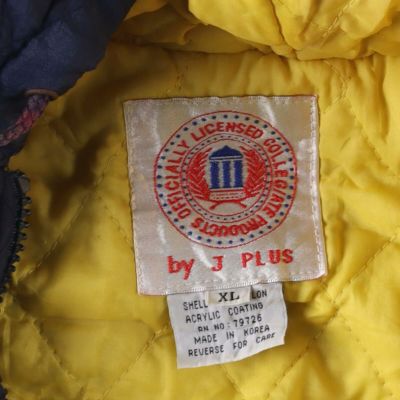 OFFICIALLY LICENSED COLLEGIATE PRODUCTS
by J PLUS
XL
SHELL LON
ACRYLIC COATING
RN NO: 79726
MADE IN KOREA
REVERSE FOR CARE